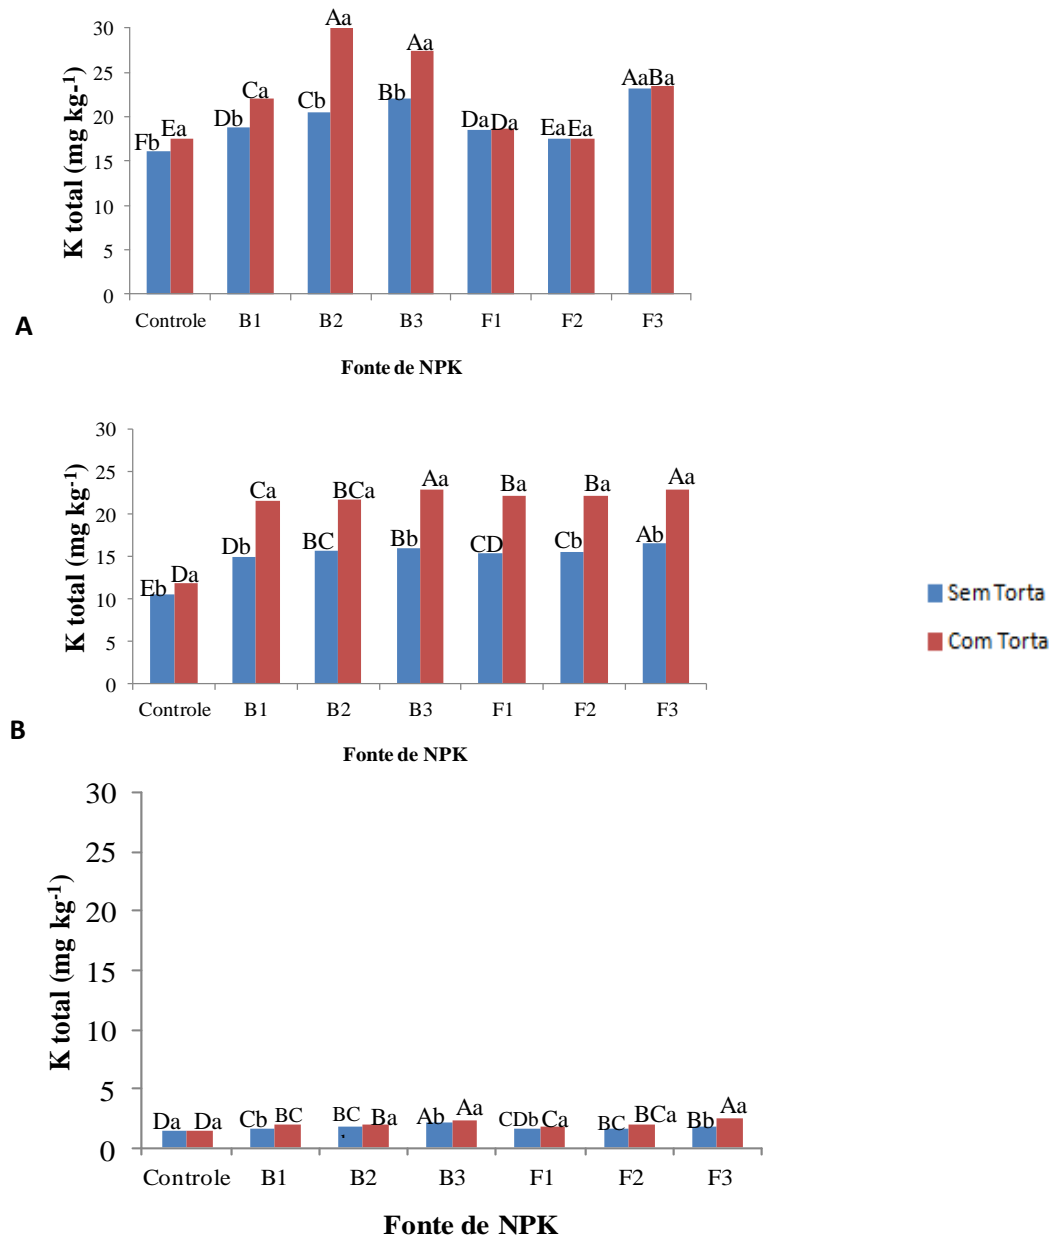 Aa
30
Aa
25
AaBa
Ca
Bb
Cb
20
Db
DaDa
EaEa
Ea
Fb
15
10
5
0
K total (mg kg-1)
Controle B1 B2 B3 F1 F2 F3
A
Fonte de NPK
30
25
Ca BCa Aa Ba Ba Aa
20
Db BC Bb CD Cb Ab
15
Eb Da
10
5
0
K total (mg kg-1)
Controle B1 B2 B3 F1 F2 F3
B
Fonte de NPK
Sem Torta
Com Torta
30
25
20
15
10
5
0
K total (mg kg-1)
Da Da Cb BC BC Ba Ab Aa CDb Ca BC BCa Bb Aa
Controle B1 B2 B3 F1 F2 F3
Fonte de NPK